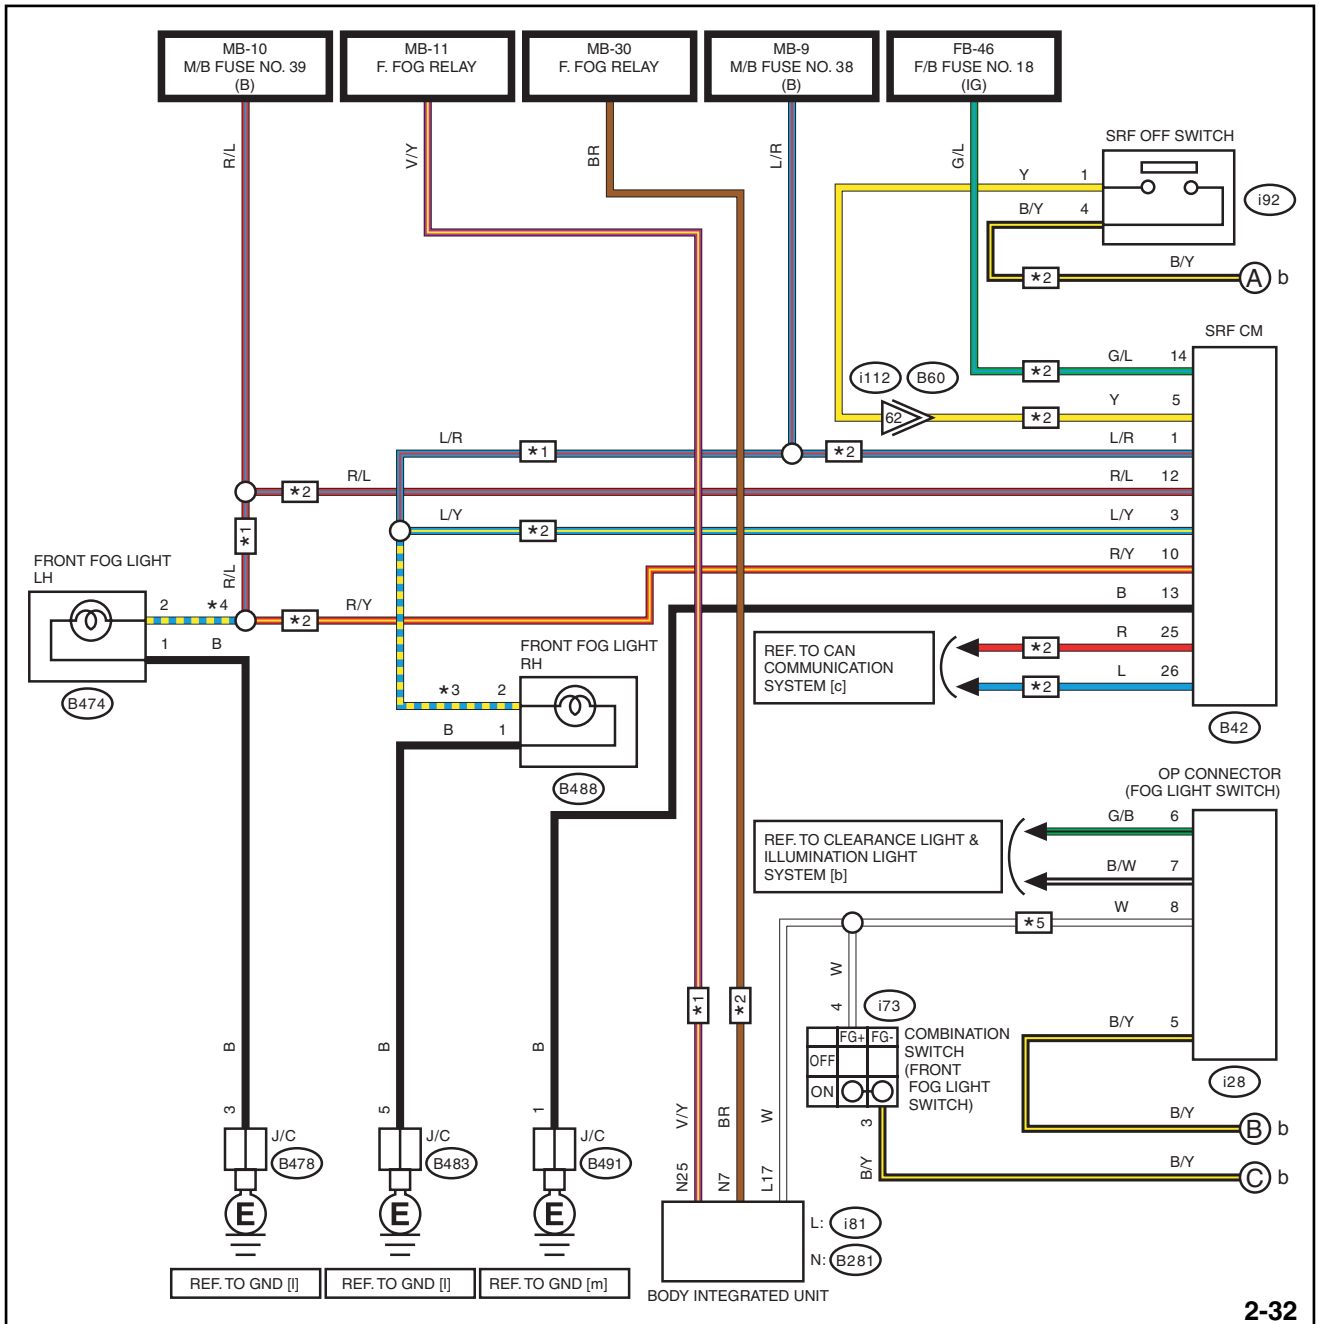 MB-10
M/B FUSE NO. 39
(B)
MB-11
F. FOG RELAY
MB-30
F. FOG RELAY
MB-9
M/B FUSE NO. 38
(B)
FB-46
F/B FUSE NO. 18
(IG)
R/L
V/Y
BR
L/R
G/L
SRF OFF SWITCH
Y 1
B/Y 4
i92
B/Y
*2
A b
SRF CM
G/L 14
*2
i112 B60
62
Y 5
*2
L/R
*1
*2
L/R 1
*2
R/L
R/L 12
L/Y
*2
L/Y 3
*1
R/L
R/Y 10
FRONT FOG LIGHT
LH
2 *4
*2
R/Y
B 13
1 B
B474
FRONT FOG LIGHT
RH
*3 2
B 1
B488
REF. TO CAN
COMMUNICATION
SYSTEM [c]
R 25
*2
L 26
*2
B42
OP CONNECTOR
(FOG LIGHT SWITCH)
REF. TO CLEARANCE LIGHT &
ILLUMINATION LIGHT
SYSTEM [b]
G/B 6
B/W 7
W 8
*5
W
4
i73
*1
*2
FG+ FG-
OFF
ON
COMBINATION
SWITCH
(FRONT
FOG LIGHT
SWITCH)
B/Y 5
i28
B/Y
B b
3
B/Y
B/Y
C b
B
3
J/C
B478
E
REF. TO GND [l]
B
5
J/C
B483
E
REF. TO GND [l]
B
1
J/C
B491
E
REF. TO GND [m]
V/Y
N25
BR
N7
W
L17
L: i81
N: B281
BODY INTEGRATED UNIT
2-32